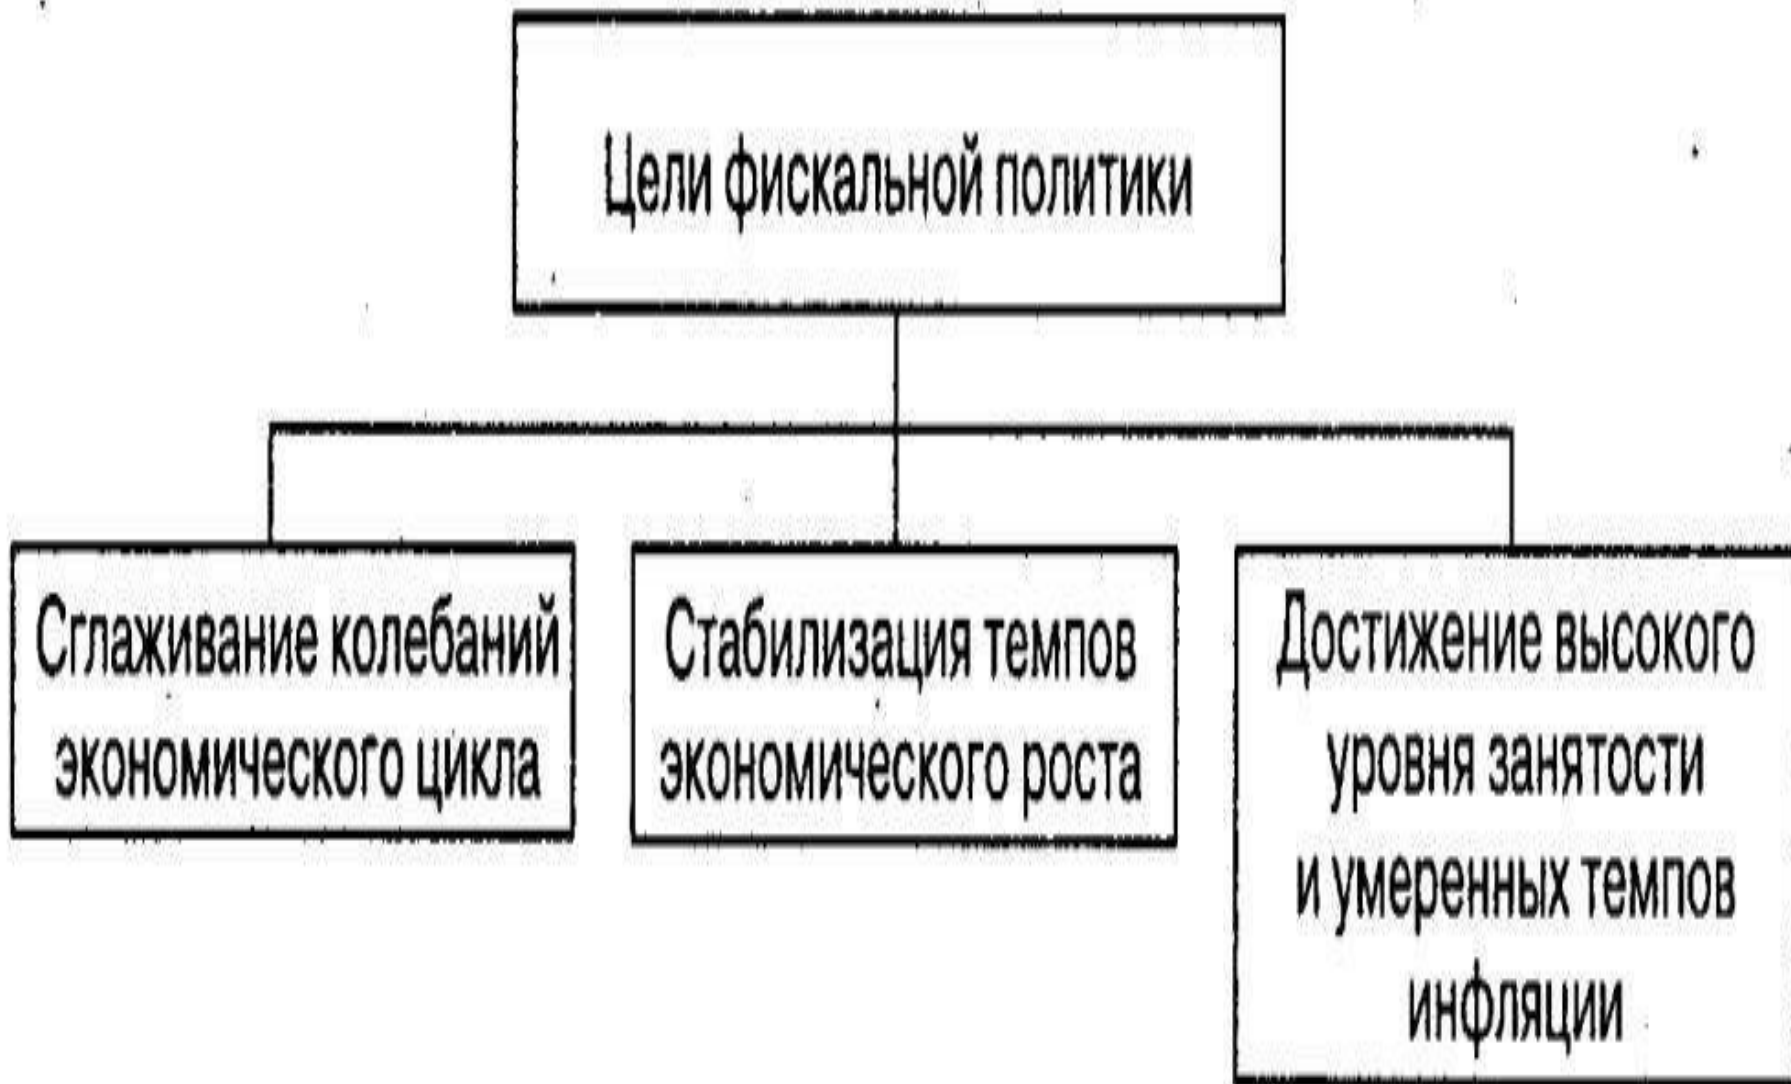 Цели фискальной политики
Сглаживание колебаний
экономического цикла
Стабилизация темпов
экономического роста
Достижение высокого
уровня занятости
и умеренных темпов
инфляции